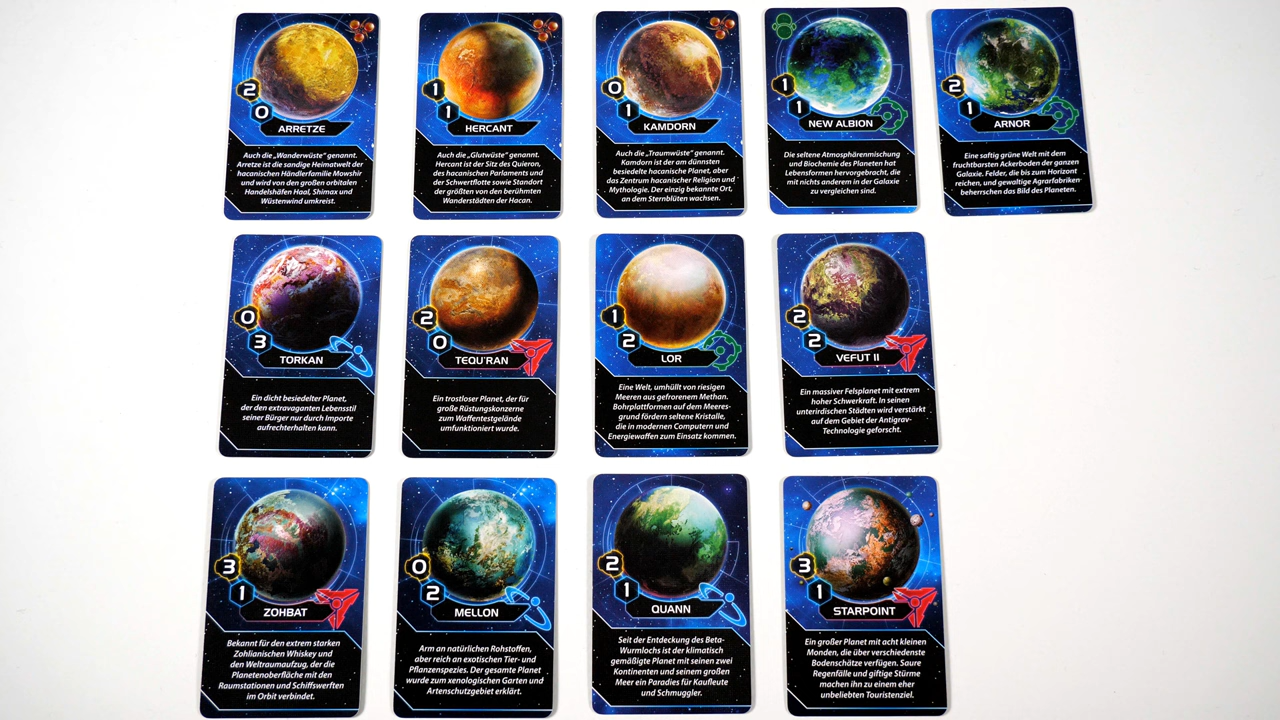 2
0
ARRETZE
Auch die „Wanderwüste“ genannt.
Arretze ist die sandige Heimatwelt der
hacanischen Händlerfamilie Mowshir
und wird von den großen orbitalen
Handelshäfen Haal, Shimax und
Wüstenwind umkreist.
1
1
HERCANT
Auch die „Glutwüste“ genannt.
Hercant ist der Sitz des Quieron,
des hacanischen Parlaments und
der Schwertflotte sowie Standort
der größten von den berühmten
Wanderstädten der Hacan.
0
1
KAMDORN
Auch die „Traumwüste“ genannt.
Kamdorn ist der am dünnsten
besiedelte hacanische Planet, aber
das Zentrum hacanischer Religion und
Mythologie. Der einzig bekannte Ort,
an dem Sternblüten wachsen.
1
1
NEW ALBION
Die seltene Atmosphärenmischung
und Biochemie des Planeten hat
Lebensformen hervorgebracht, die
mit nichts anderem in der Galaxie
zu vergleichen sind.
2
1
ARNOR
Eine saftig grüne Welt mit dem
fruchtbarsten Ackerboden der ganzen
Galaxie. Felder, die bis zum Horizont
reichen, und gewaltige Agrarfabriken
beherrschen das Bild des Planeten.
0
3
TORKAN
Ein dicht besiedelter Planet,
der den extravaganten Lebensstil
seiner Bürger nur durch Importe
aufrechterhalten kann.
2
0
TEQU'RAN
Ein trostloser Planet, der für
große Rüstungskonzerne
zum Waffentestgelände
umfunktioniert wurde.
1
2
LOR
Eine Welt, umhüllt von riesigen
Meeren aus gefrorenem Methan.
Bohrplattformen auf dem Meeres-
grund fördern seltene Kristalle,
die in modernen Computern und
Energiewaffen zum Einsatz kommen.
2
2
VEFUT II
Ein massiver Felsplanet mit extrem
hoher Schwerkraft. In seinen
unterirdischen Städten wird verstärkt
auf dem Gebiet der Antigrav-
Technologie geforscht.
3
1
ZOHBAT
Bekannt für den extrem starken
Zohlianischen Whiskey und
den Weltraumaufzug, der die
Planetenoberfläche mit den
Raumstationen und Schiffswerften
im Orbit verbindet.
0
2
MELLON
Arm an natürlichen Rohstoffen,
aber reich an exotischen Tier- und
Pflanzenspezies. Der gesamte Planet
wurde zum xenologischen Garten und
Artenschutzgebiet erklärt.
2
1
QUANN
Seit der Entdeckung des Beta-
Wurmlochs ist der klimatisch
gemäßigte Planet mit seinen zwei
Kontinenten und seinem großen
Meer ein Paradies für Kaufleute
und Schmuggler.
3
1
STARPOINT
Ein großer Planet mit acht kleinen
Monden, die über verschiedenste
Bodenschätze verfügen. Saure
Regenfälle und giftige Stürme
machen ihn zu einem eher
unbeliebten Touristenziel.